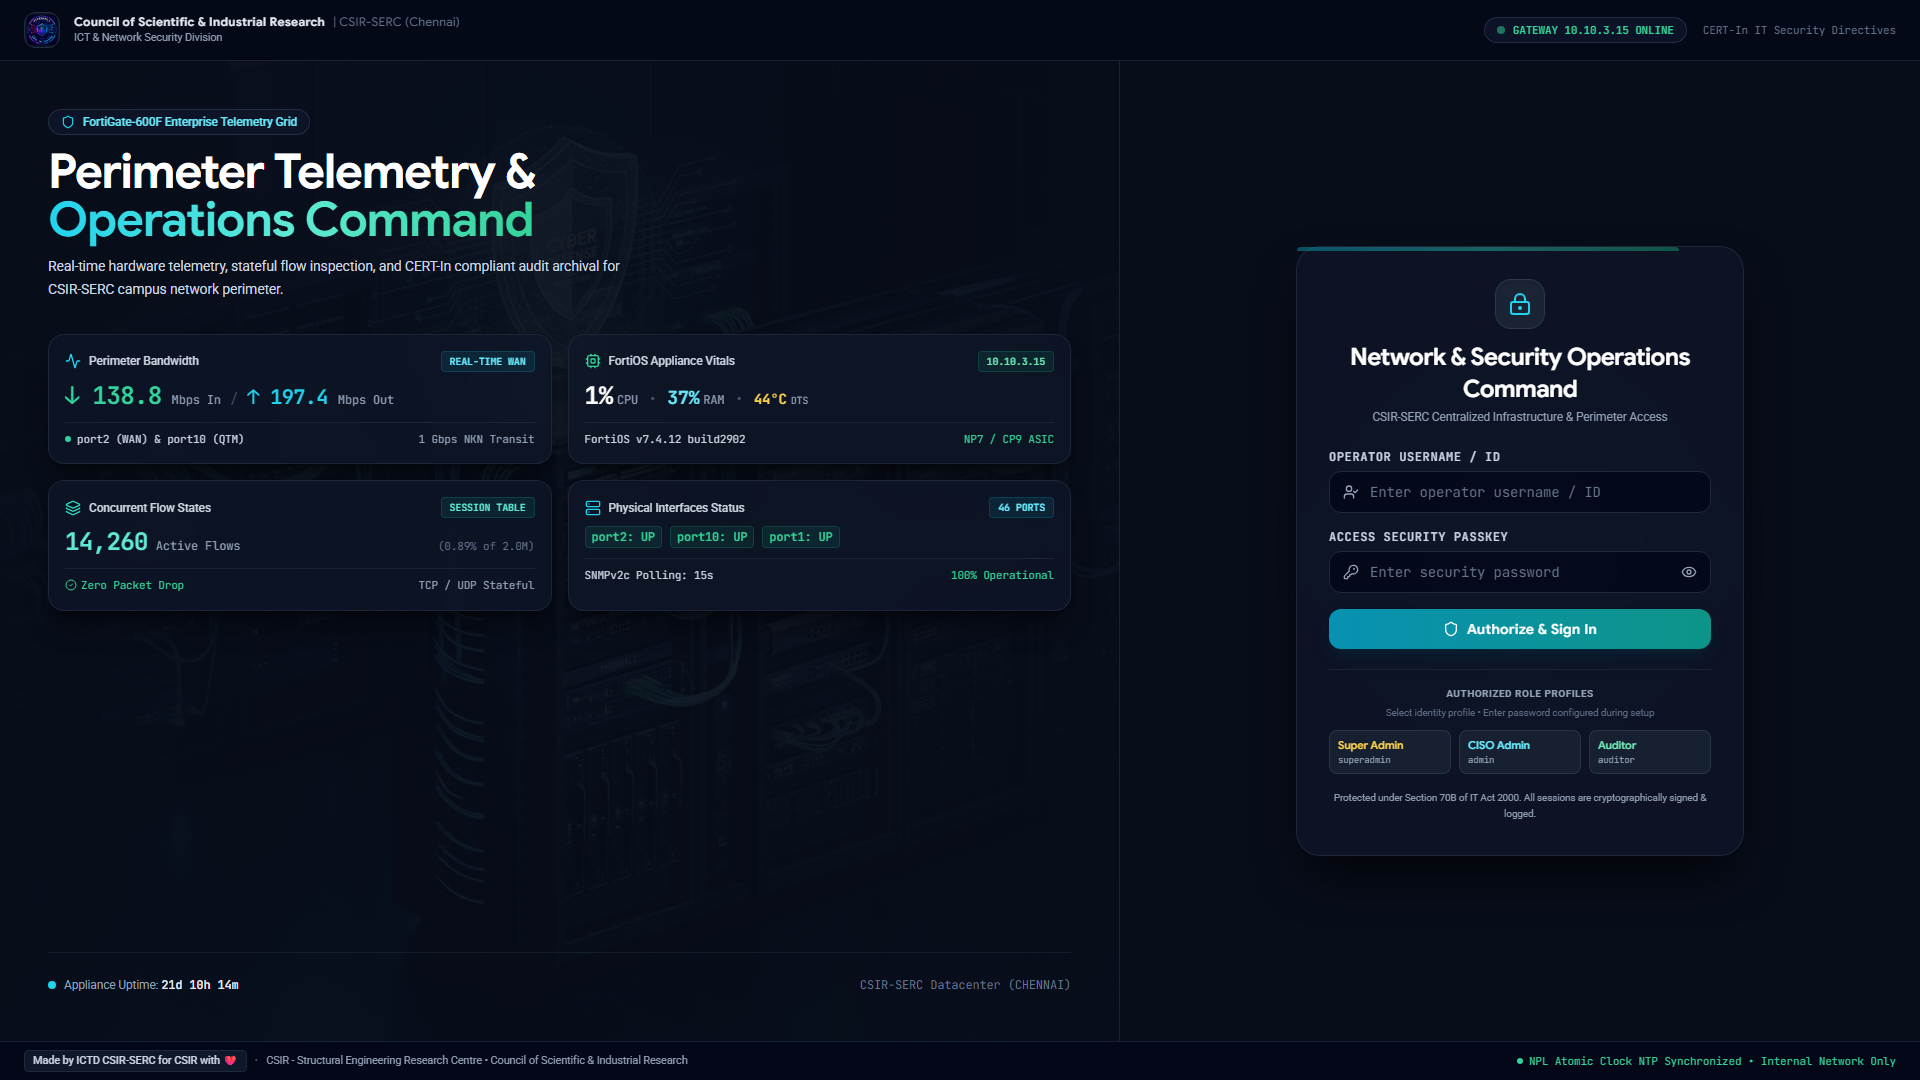 Council of Scientific & Industrial Research | CSIR-SERC (Chennai)
ICT & Network Security Division
GATEWAY 10.10.3.15 ONLINE
CERT-In IT Security Directives
FortiGate-600F Enterprise Telemetry Grid
Perimeter Telemetry &
Operations Command
Real-time hardware telemetry, stateful flow inspection, and CERT-In compliant audit archival for
CSIR-SERC campus network perimeter.
CYBER
Perimeter Bandwidth
REAL-TIME WAN
↓ 138.8 Mbps In / ↑ 197.4 Mbps Out
port2 (WAN) & port10 (QTM)
1 Gbps NKN Transit
FortiOS Appliance Vitals
10.10.3.15
1% CPU • 37% RAM • 44°C DTS
FortiOS v7.4.12 build2902
NP7 / CP9 ASIC
Concurrent Flow States
SESSION TABLE
14,260 Active Flows
(0.89% of 2.0M)
Zero Packet Drop
TCP / UDP Stateful
Physical Interfaces Status
46 PORTS
port2: UP
port10: UP
port1: UP
SNMPv2c Polling: 15s
100% Operational
Appliance Uptime: 21d 10h 14m
CSIR-SERC Datacenter (CHENNAI)
Network & Security Operations
Command
CSIR-SERC Centralized Infrastructure & Perimeter Access
OPERATOR USERNAME / ID
Enter operator username / ID
ACCESS SECURITY PASSKEY
Enter security password
Authorize & Sign In
AUTHORIZED ROLE PROFILES
Select identity profile • Enter password configured during setup
Super Admin
superadmin
CISO Admin
admin
Auditor
auditor
Protected under Section 70B of IT Act 2000. All sessions are cryptographically signed &
logged.
Made by ICTD CSIR-SERC for CSIR with ❤
· CSIR - Structural Engineering Research Centre • Council of Scientific & Industrial Research
NPL Atomic Clock NTP Synchronized • Internal Network Only